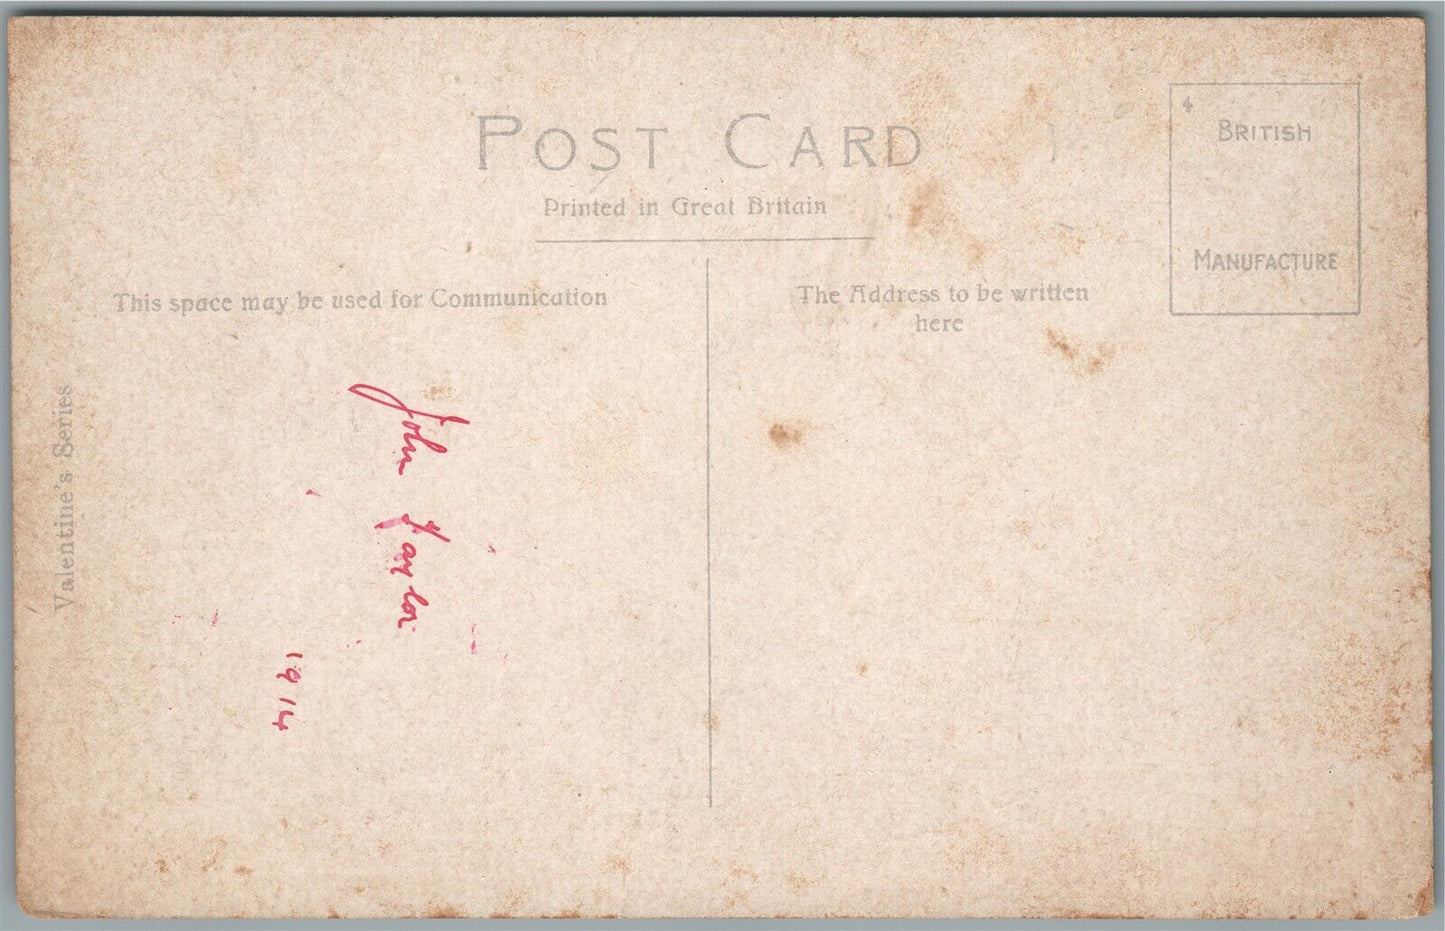 POST CARD
Printed in Great Britain
This space may be used for Communication
The Address to be written
here
4
BRITISH
MANUFACTURE
Valentine's Series
John Taylor
1914